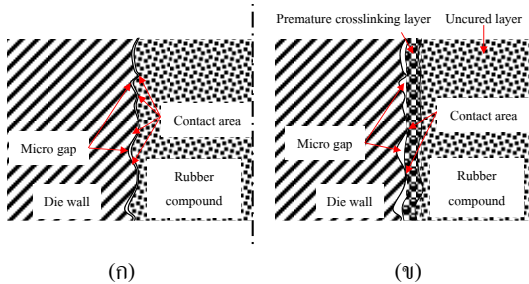 Premature crosslinking layer
Uncured layer
Contact area
Micro gap
Rubber
compound
Die wall
Contact area
Micro gap
Rubber
compound
Die wall
(ก)
(ข)